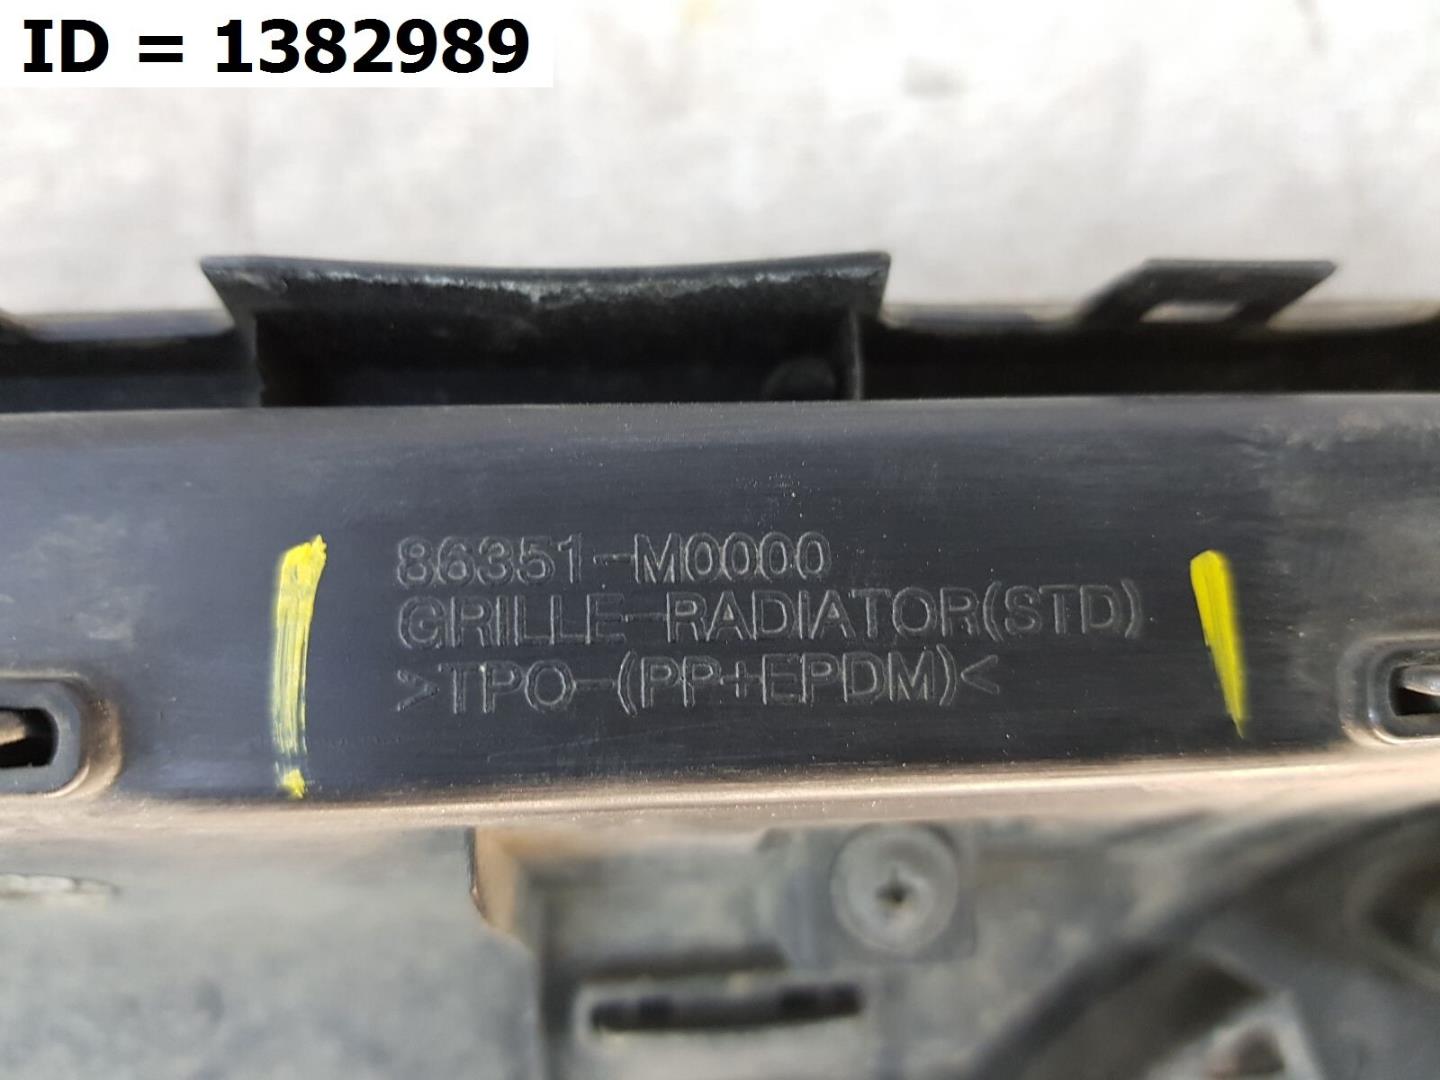 ID = 1382989
86351-M0000
GRILLE-RADIATOR(STD)
>TPO-(PP+EPDM)<